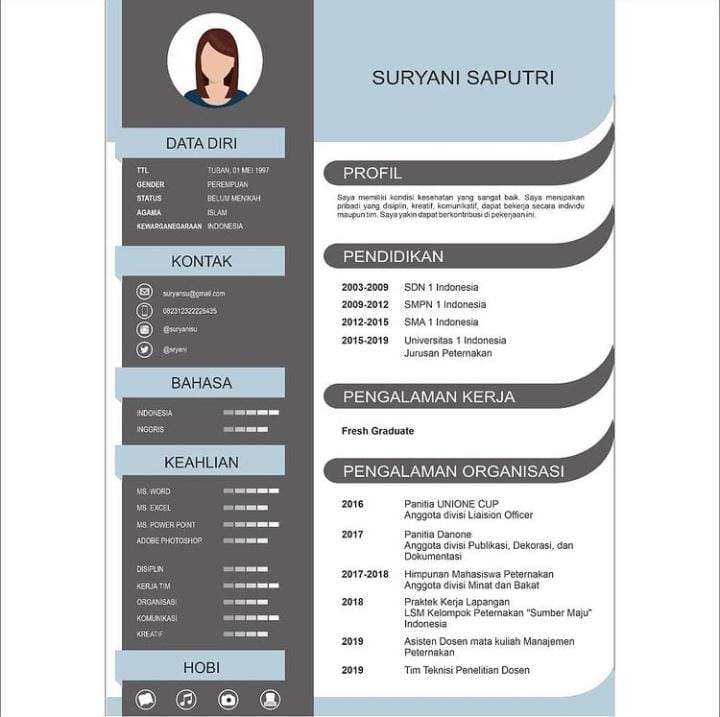 SURYANI SAPUTRI
DATA DIRI
TTL TUBAN, 01 MEI 1997
GENDER PEREMPUAN
STATUS BELUM MENIKAH
AGAMA ISLAM
KEWARGANEGARAAN INDONESIA
KONTAK
suryansu@gmail.com
082312322228435
@suryanisu
@sryani
BAHASA
INDONESIA
INGGRIS
KEAHLIAN
MS. WORD
MS. EXCEL
MS. POWER POINT
ADOBE PHOTOSHOP
DISIPLIN
KERJA TIM
ORGANISASI
KOMUNIKASI
KREATIF
HOBI
PROFIL
Saya memiliki kondisi kesehatan yang sangat baik. Saya merupakan
pribadi yang disiplin, kreatif, komunikatif, dapat bekerja secara individu
maupun tim. Saya yakin dapat berkontribusi di pekerjaan ini.
PENDIDIKAN
2003-2009 SDN 1 Indonesia
2009-2012 SMPN 1 Indonesia
2012-2015 SMA 1 Indonesia
2015-2019 Universitas 1 Indonesia
Jurusan Peternakan
PENGALAMAN KERJA
Fresh Graduate
PENGALAMAN ORGANISASI
2016 Panitia UNIONE CUP
Anggota divisi Liaision Officer
2017 Panitia Danone
Anggota divisi Publikasi, Dekorasi, dan
Dokumentasi
2017-2018 Himpunan Mahasiswa Peternakan
Anggota divisi Minat dan Bakat
2018 Praktek Kerja Lapangan
LSM Kelompok Peternakan "Sumber Maju"
Indonesia
2019 Asisten Dosen mata kuliah Manajemen
Peternakan
2019 Tim Teknisi Penelitian Dosen